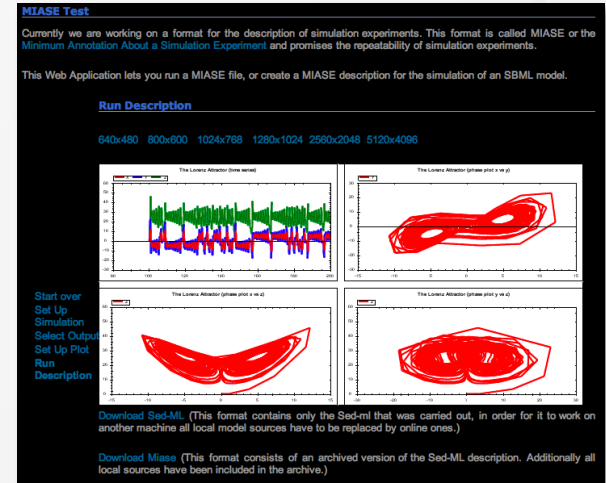 MIASE Test
Currently we are working on a format for the description of simulation experiments. This format is called MIASE or the
Minimum Annotation About a Simulation Experiment and promises the repeatability of simulation experiments.
This Web Application lets you run a MIASE file, or create a MIASE description for the simulation of an SBML model.
Run Description
640x480 800x600 1024x768 1280x1024 2560x2048 5120x4096
The Lorenz Attractor (time series)
The Lorenz Attractor (phase plot x vs y)
The Lorenz Attractor (phase plot x vs z)
The Lorenz Attractor (phase plot y vs z)
Start over
Set Up
Simulation
Select Output
Set Up Plot
Run
Description
Download Sed-ML (This format contains only the Sed-ml that was carried out, in order for it to work on
another machine all local model sources have to be replaced by online ones.)
Download Miase (This format consists of an archived version of the Sed-ML description. Additionally all
local sources have been included in the archive.)